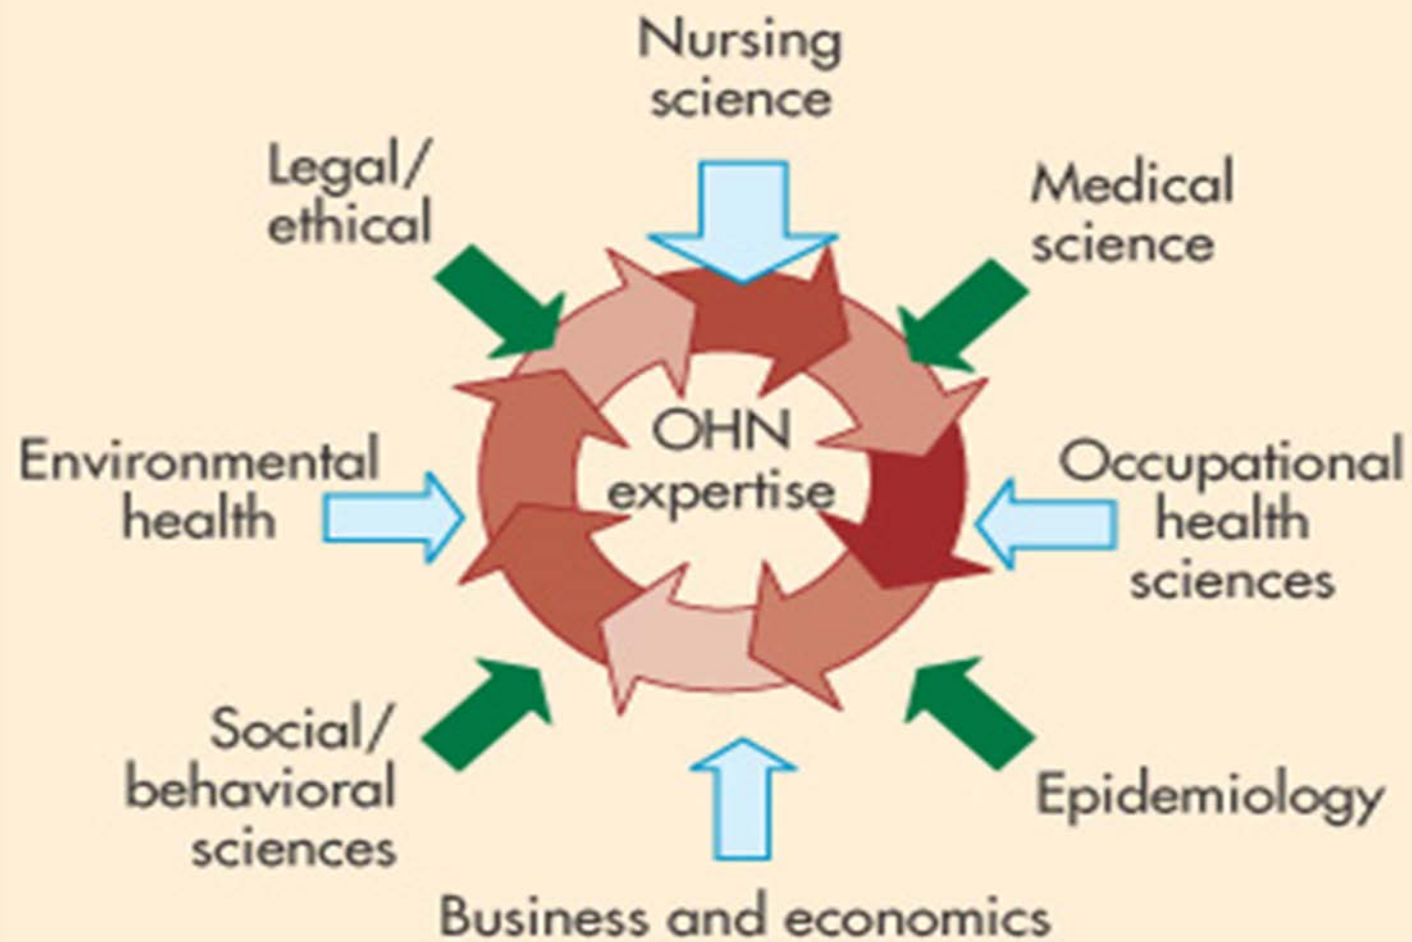 Nursing
science
Legal/
ethical
Medical
science
OHN
expertise
Environmental
health
Occupational
health
sciences
Social/
behavioral
sciences
Epidemiology
Business and economics